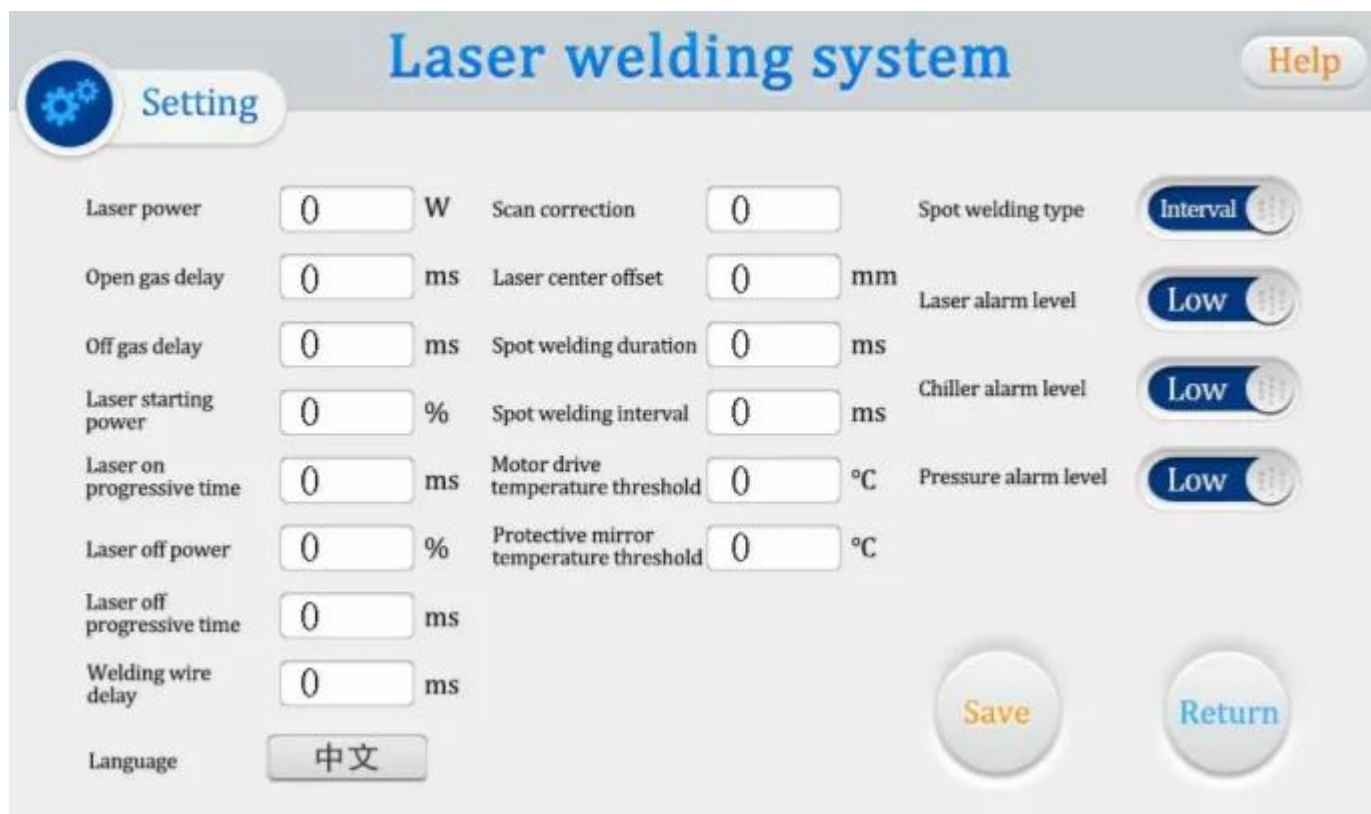 Laser welding system
Help
Setting
Laser power 0 W
Open gas delay 0 ms
Off gas delay 0 ms
Laser starting
power 0 %
Laser on
progressive time 0 ms
Laser off power 0 %
Laser off
progressive time 0 ms
Welding wire
delay 0 ms
Language 中文
Scan correction 0
Laser center offset 0 mm
Spot welding duration 0 ms
Spot welding interval 0 ms
Motor drive
temperature threshold 0 °C
Protective mirror
temperature threshold 0 °C
Spot welding type Interval
Laser alarm level Low
Chiller alarm level Low
Pressure alarm level Low
Save
Return